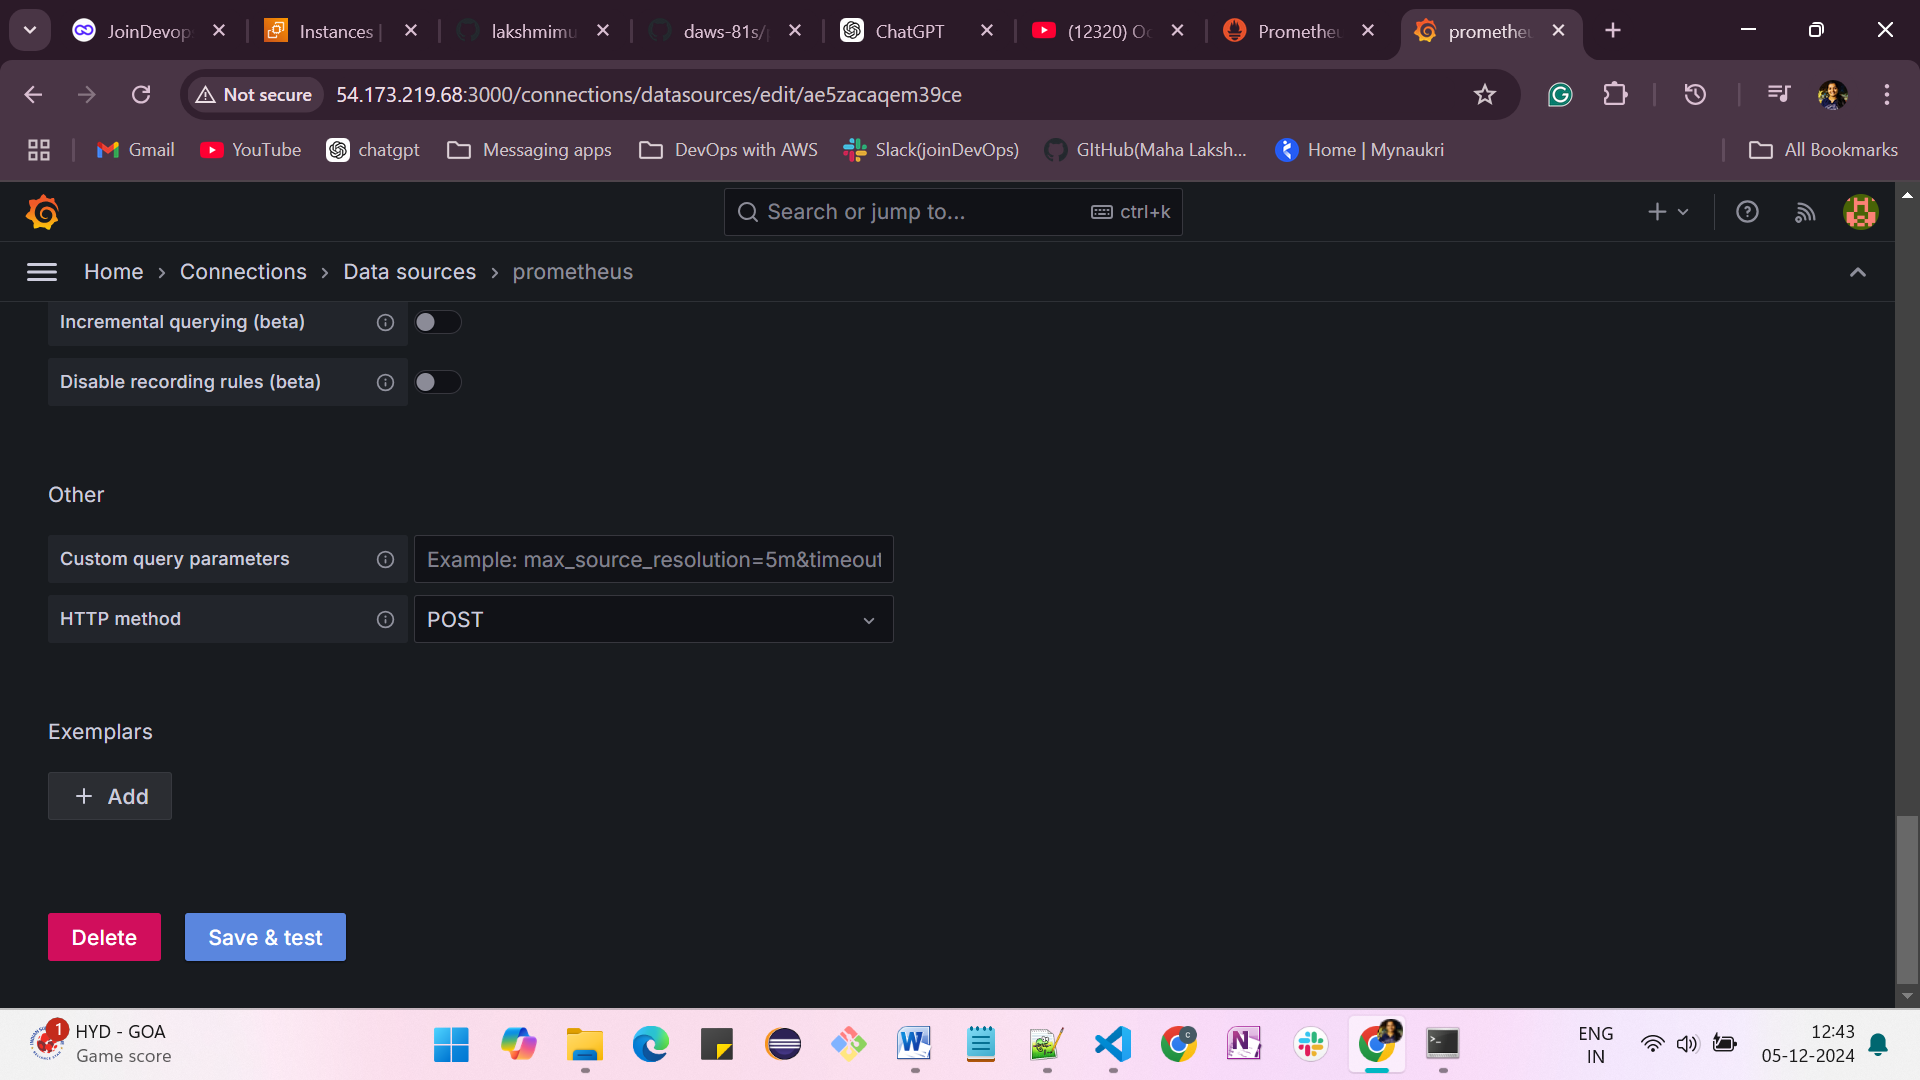 JoinDevop
Instances |
lakshmimu
daws-81s/p
ChatGPT
(12320) Oc
Prometheu
prometheu
Not secure
54.173.219.68:3000/connections/datasources/edit/ae5zacaqem39ce
Gmail
YouTube
chatgpt
Messaging apps
DevOps with AWS
Slack(joinDevOps)
GItHub(Maha Laksh...
Home | Mynaukri
All Bookmarks
Search or jump to...
ctrl+k
Home › Connections › Data sources › prometheus
Incremental querying (beta)
Disable recording rules (beta)
Other
Custom query parameters
Example: max_source_resolution=5m&timeout
HTTP method
POST
Exemplars
+ Add
Delete
Save & test
1
HYD - GOA
Game score
ENG
IN
12:43
05-12-2024